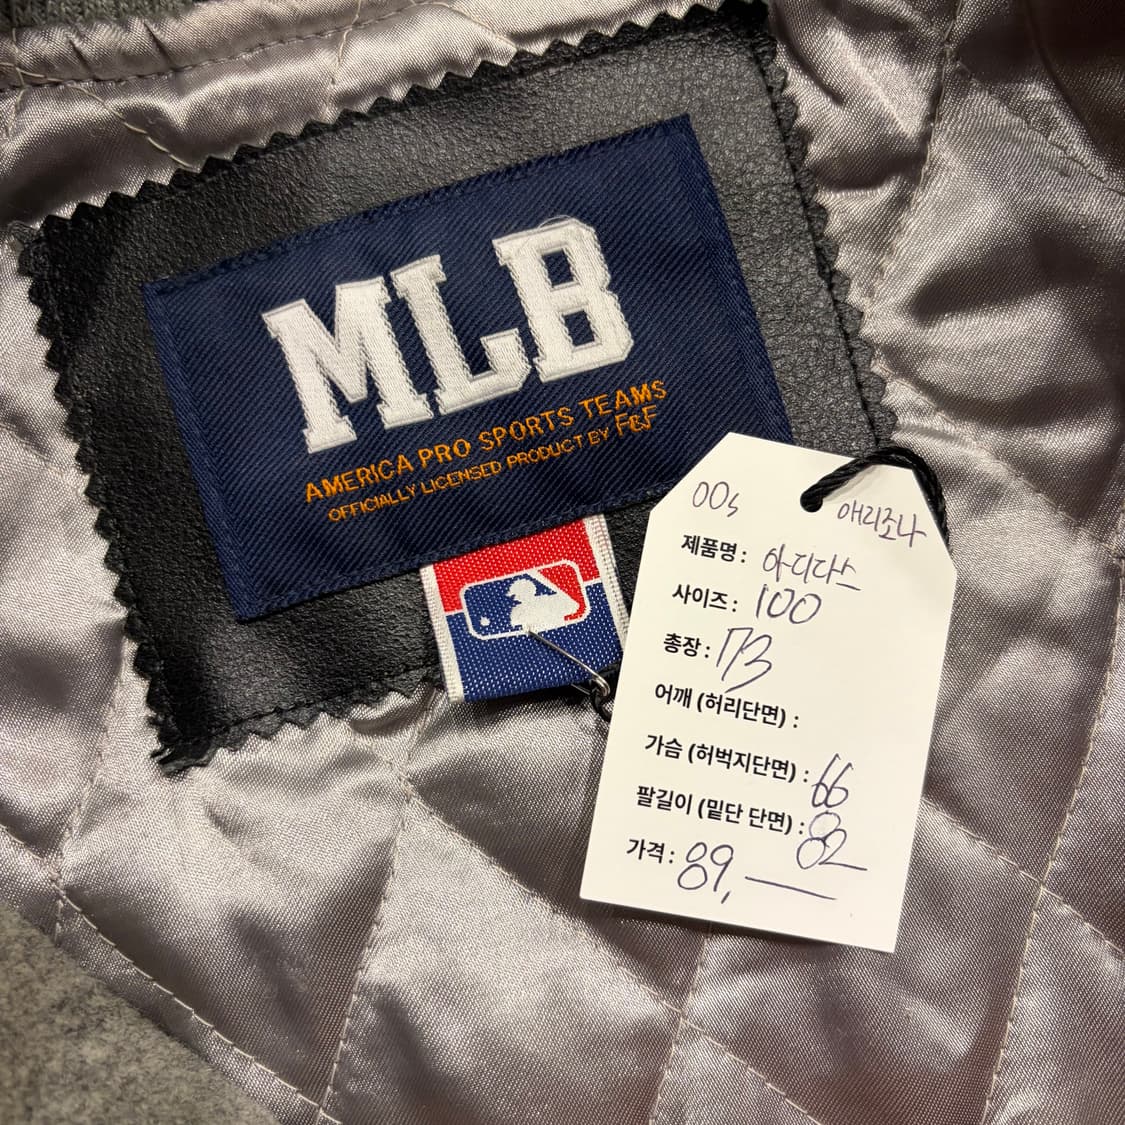 MLB
AMERICA PRO SPORTS TEAMS
OFFICIALLY LICENSED PRODUCT BY F&F
00s 애리조나
제품명 : 아디다스
사이즈 : 100
총장 : 73
어깨 (허리단면) :
가슴 (허벅지단면) : 66
팔길이 (밑단 단면) : 82
가격 : 89,—